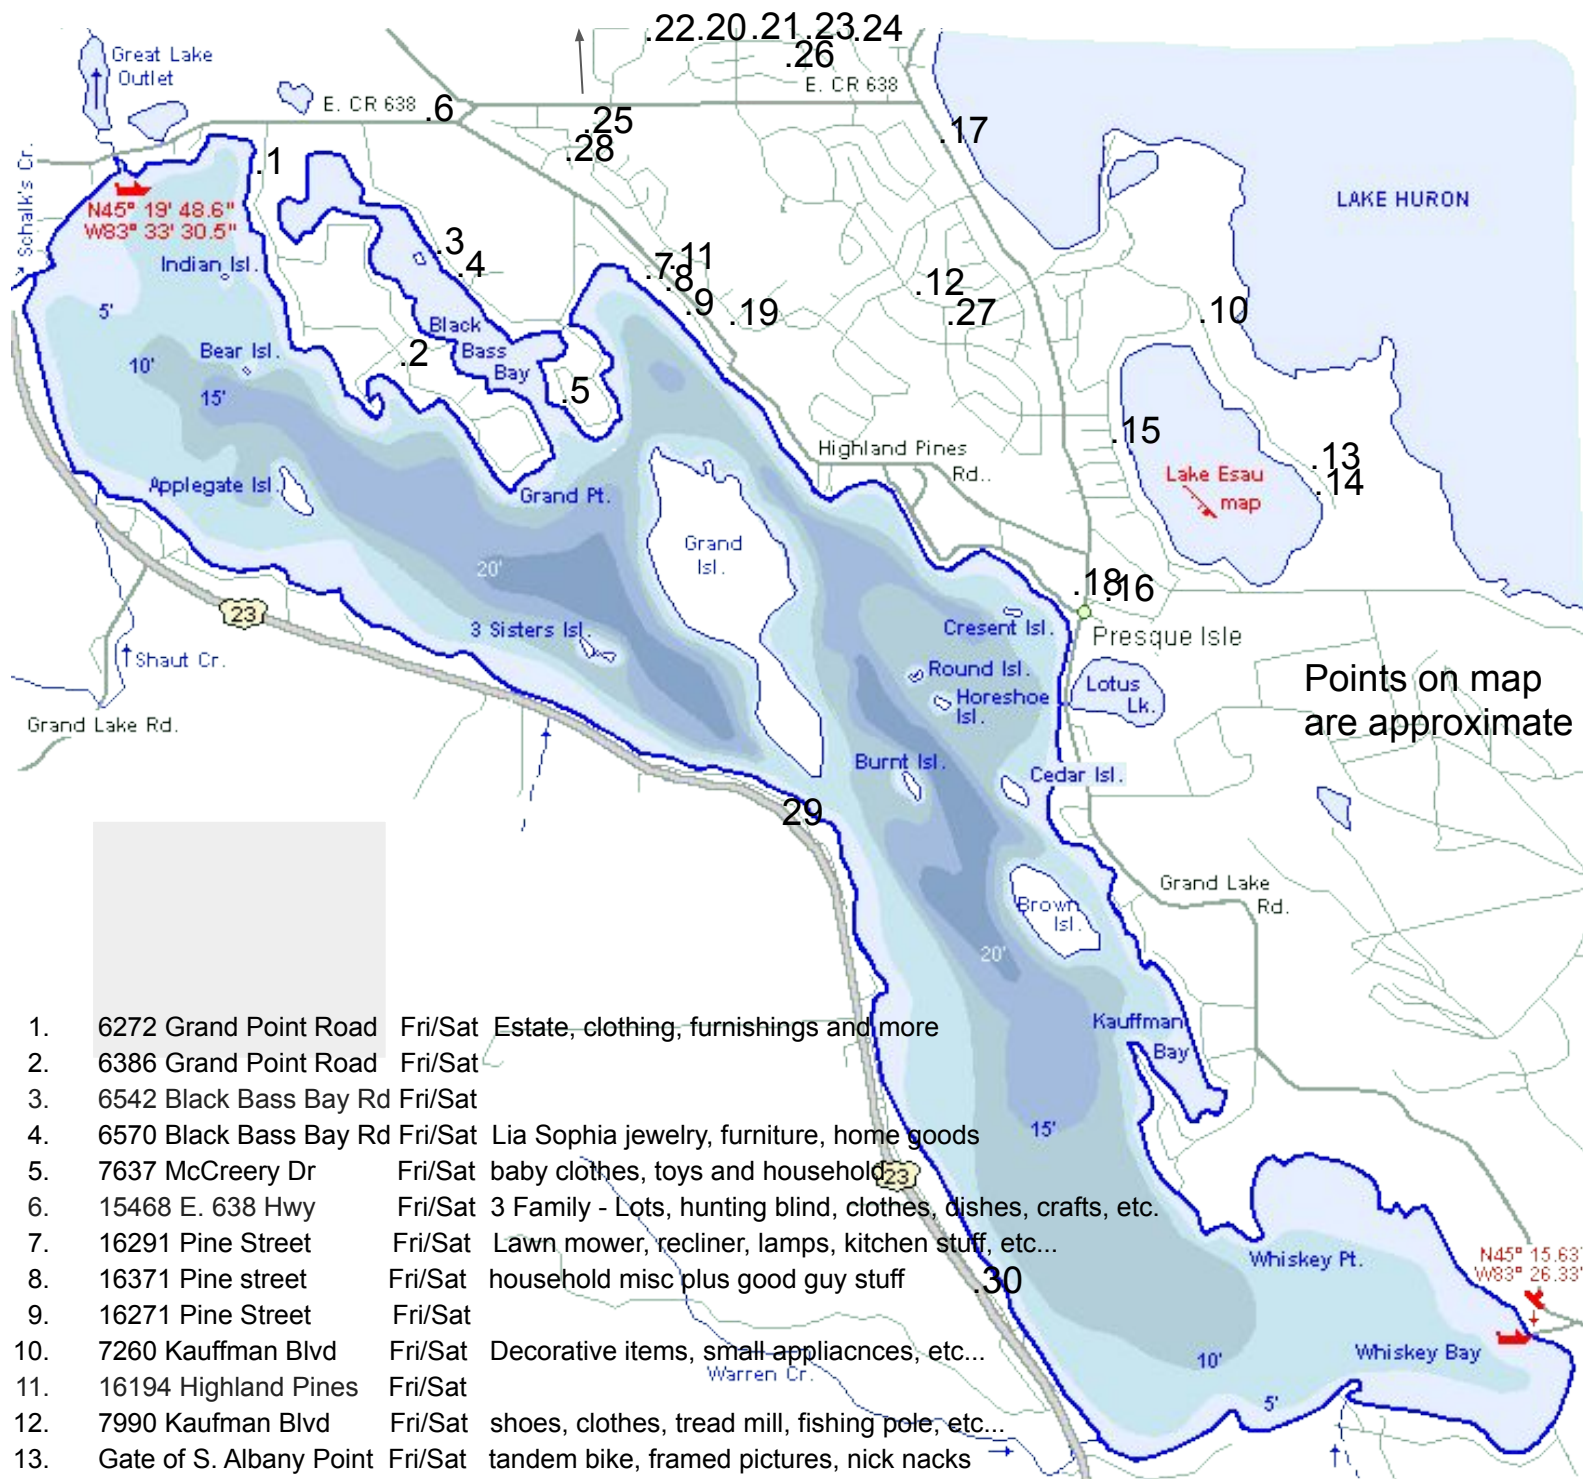 .22.20 .21.23.24
.26
Great Lake
Outlet
E. CR 638
E. CR 638
.6
.25
.28
.17
.1
Schalk's Cr.
N45° 19' 48.6"
W83° 33' 30.5"
LAKE HURON
Indian Isl.
.3
.4
.7
.11
.8
.9
.19
.12
.27
.10
5'
Black
Bass
Bay
Bear Isl.
10'
.2
15'
.5
.15
Highland Pines
Rd..
.13
.14
Lake Esau
map
Applegate Isl.
Grand Pt.
Grand
Isl.
20'
.18
.16
23
3 Sisters Isl.
Cresent Isl.
Presque Isle
Shaut Cr.
Round Isl.
Horeshoe
Isl.
Lotus
Lk.
Points on map
are approximate
Grand Lake Rd.
Burnt Isl.
Cedar Isl.
29
Grand Lake
Rd.
Brown
Isl.
20'
Kauffman
Bay
15'
23
Whiskey Pt.
N45° 15.63'
W83° 26.33'
.30
Whiskey Bay
10'
5'
Warren Cr.
1. 6272 Grand Point Road Fri/Sat Estate, clothing, furnishings and more
2. 6386 Grand Point Road Fri/Sat
3. 6542 Black Bass Bay Rd Fri/Sat
4. 6570 Black Bass Bay Rd Fri/Sat Lia Sophia jewelry, furniture, home goods
5. 7637 McCreery Dr Fri/Sat baby clothes, toys and household
6. 15468 E. 638 Hwy Fri/Sat 3 Family - Lots, hunting blind, clothes, dishes, crafts, etc.
7. 16291 Pine Street Fri/Sat Lawn mower, recliner, lamps, kitchen stuff, etc...
8. 16371 Pine street Fri/Sat household misc plus good guy stuff
9. 16271 Pine Street Fri/Sat
10. 7260 Kauffman Blvd Fri/Sat Decorative items, small appliacnces, etc...
11. 16194 Highland Pines Fri/Sat
12. 7990 Kaufman Blvd Fri/Sat shoes, clothes, tread mill, fishing pole, etc...
13. Gate of S. Albany Point Fri/Sat tandem bike, framed pictures, nick nacks